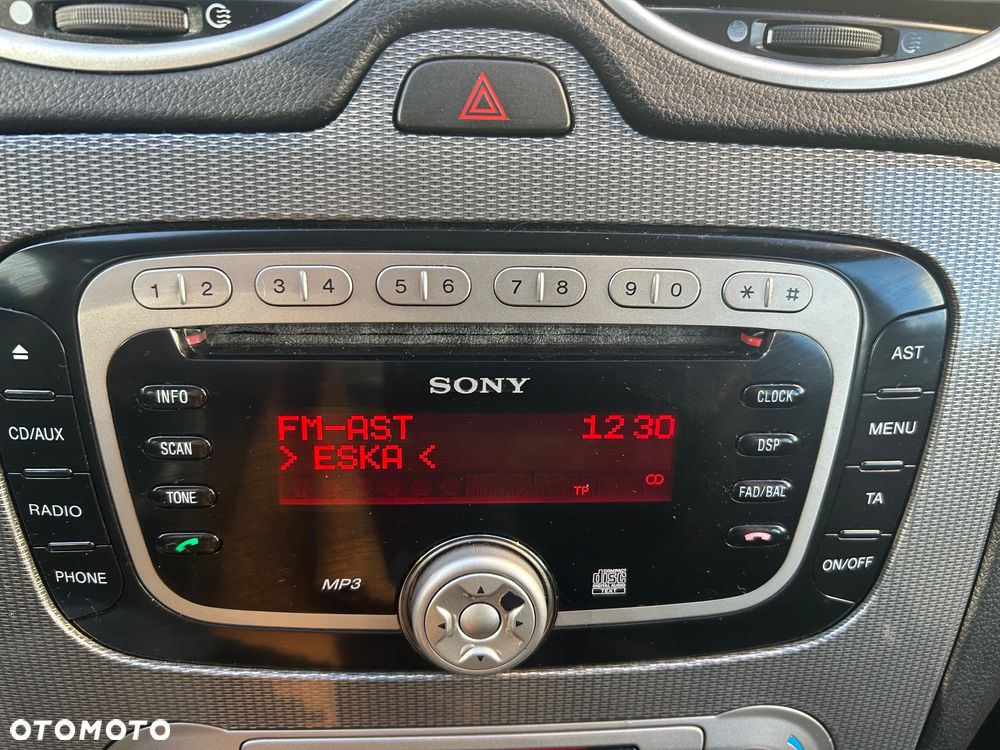 1 2 3 4 5 6 7 8 9 0 * #
SONY
INFO
SCAN
TONE
CD/AUX
RADIO
PHONE
FM-AST 12 30
> ESKA <
TP
CLOCK
DSP
FAD/BAL
AST
MENU
TA
ON/OFF
MP3
COMPACT
disc
DIGITAL AUDIO
TEXT
OTOMOTO